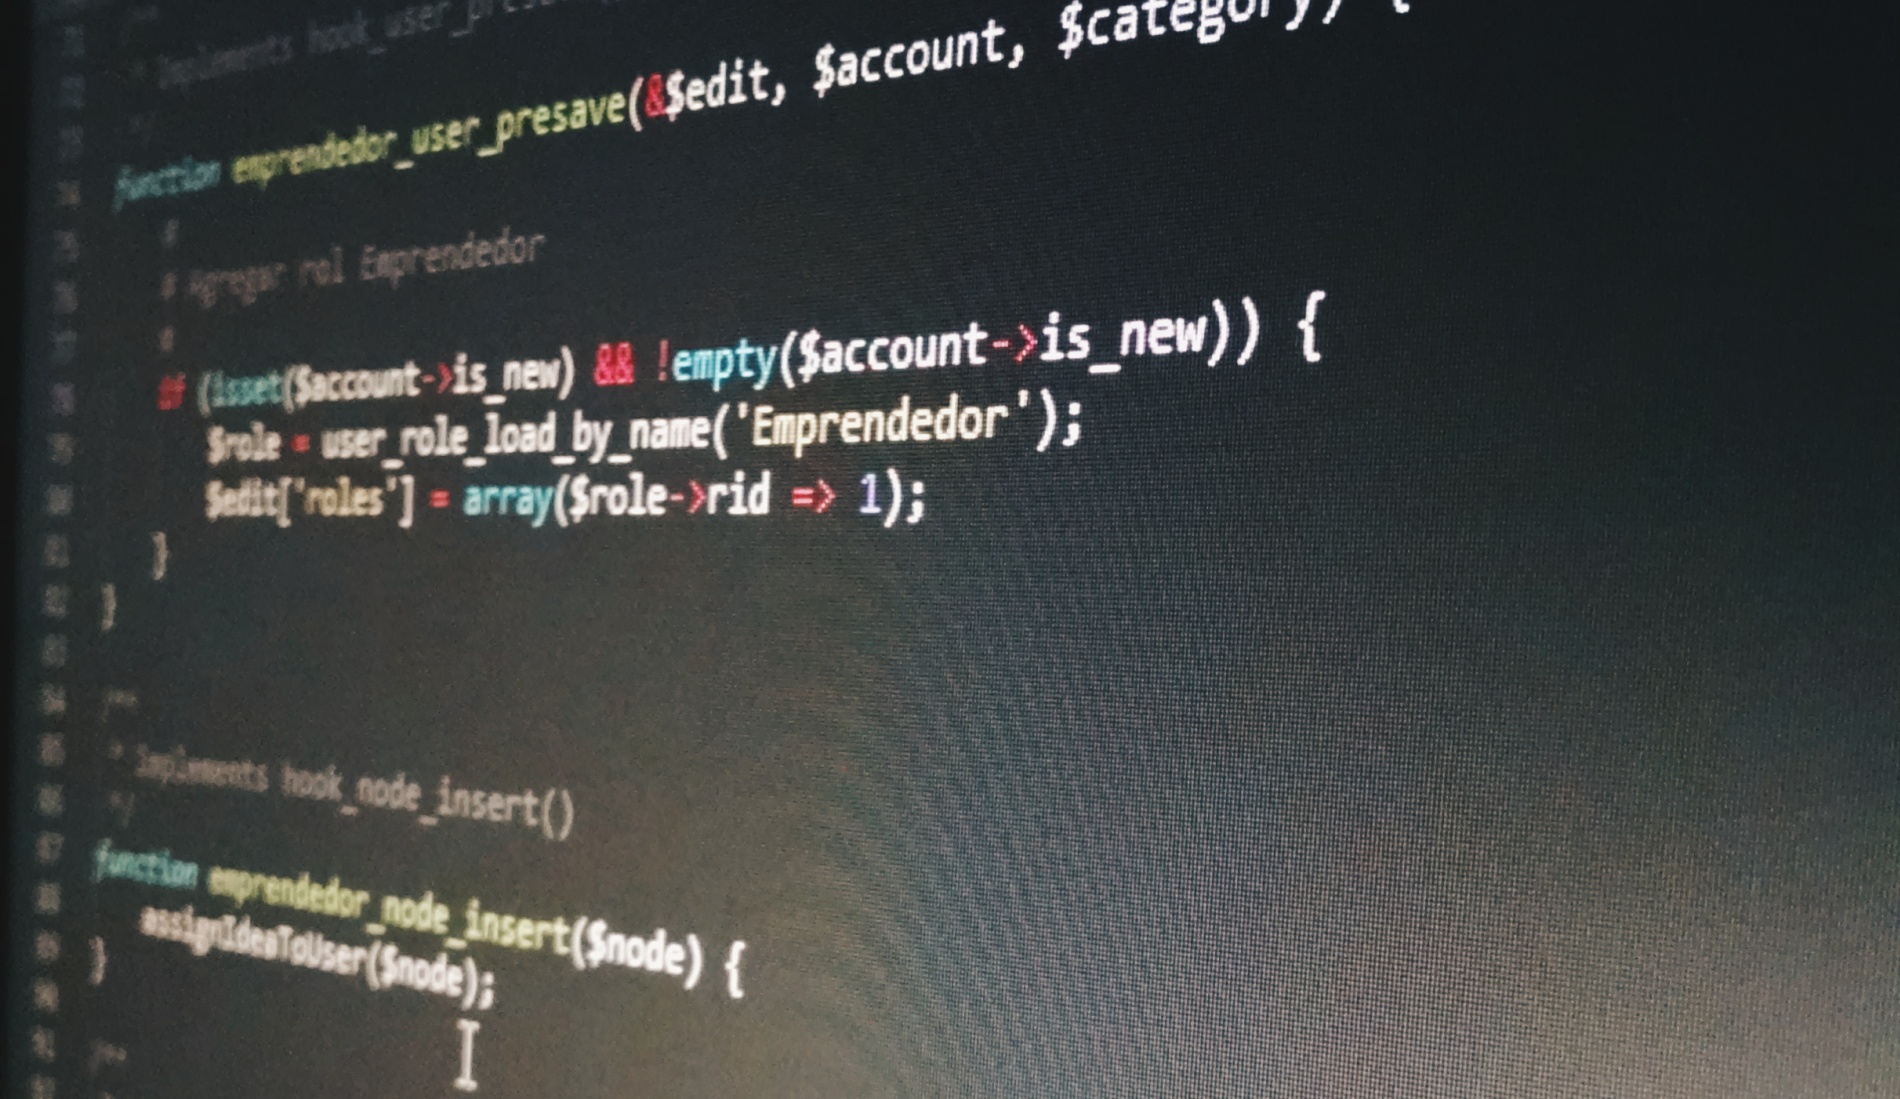 * Implements hook_user_presa
*/
function emprendedor_user_presave(&$edit, $account, $category) {
#
# Agregar rol Emprendedor
#
if (isset($account->is_new) && !empty($account->is_new)) {
$role = user_role_load_by_name('Emprendedor');
$edit['roles'] = array($role->rid => 1);
}
}
/**
* Implements hook_node_insert()
*/
function emprendedor_node_insert($node) {
assignIdeaToUser($node);
}
/**